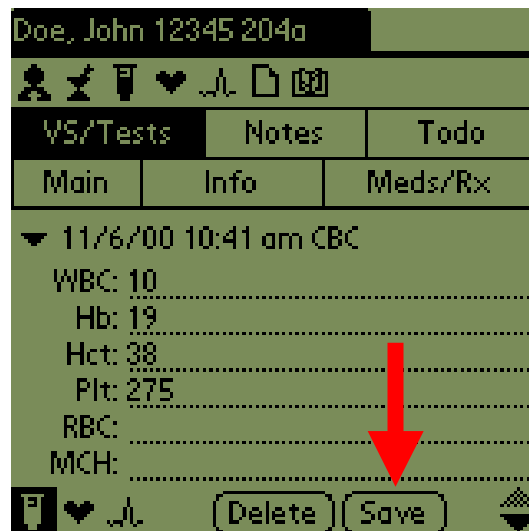 Doe, John 12345 204a
VS/Tests Notes Todo
Main Info Meds/Rx
11/6/00 10:41 am CBC
WBC: 10
Hb: 19
Hct: 38
Plt: 275
RBC:
MCH:
Delete Save